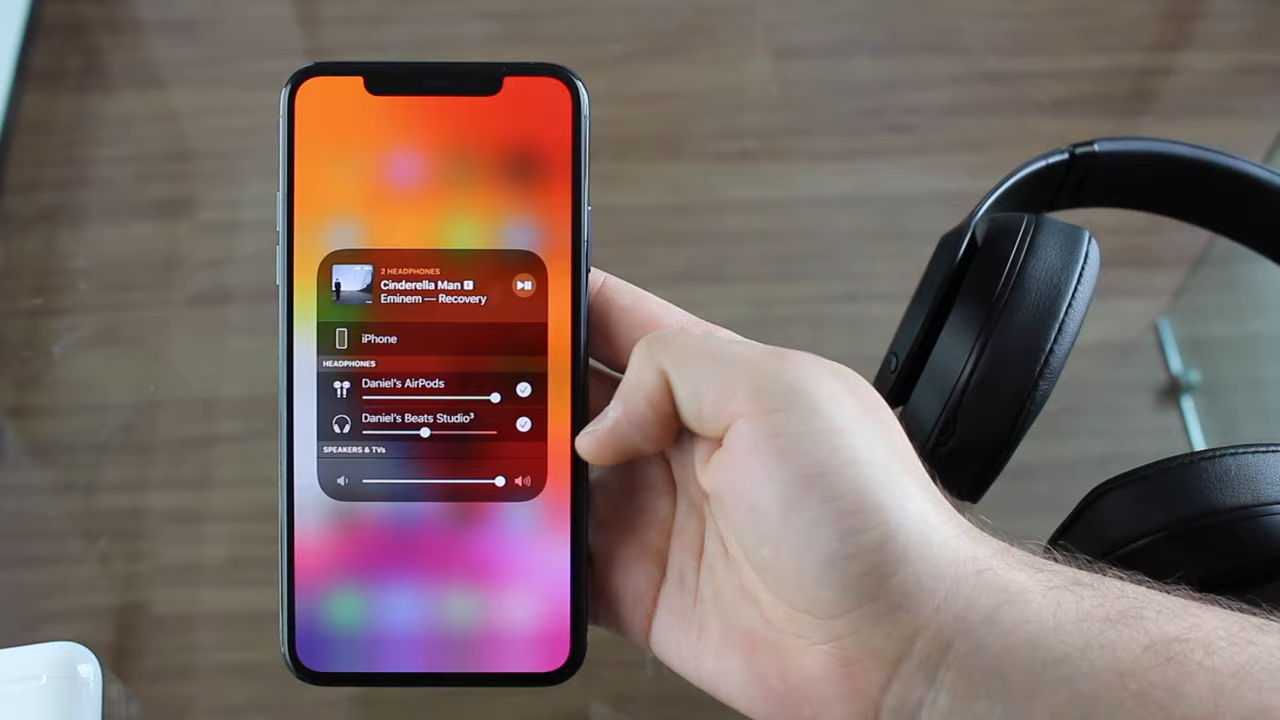 2 HEADPHONES
Cinderella Man 🅴
Eminem — Recovery
iPhone
HEADPHONES
Daniel's AirPods
Daniel's Beats Studio³
SPEAKERS & TVs